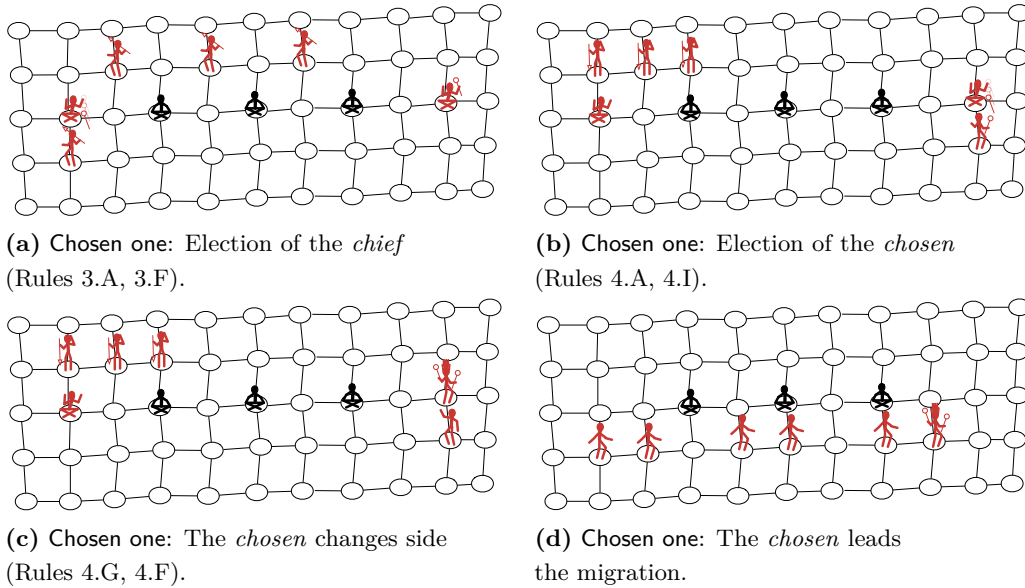 (a) Chosen one: Election of the chief
(Rules 3.A, 3.F).
(b) Chosen one: Election of the chosen
(Rules 4.A, 4.I).
(c) Chosen one: The chosen changes side
(Rules 4.G, 4.F).
(d) Chosen one: The chosen leads
the migration.